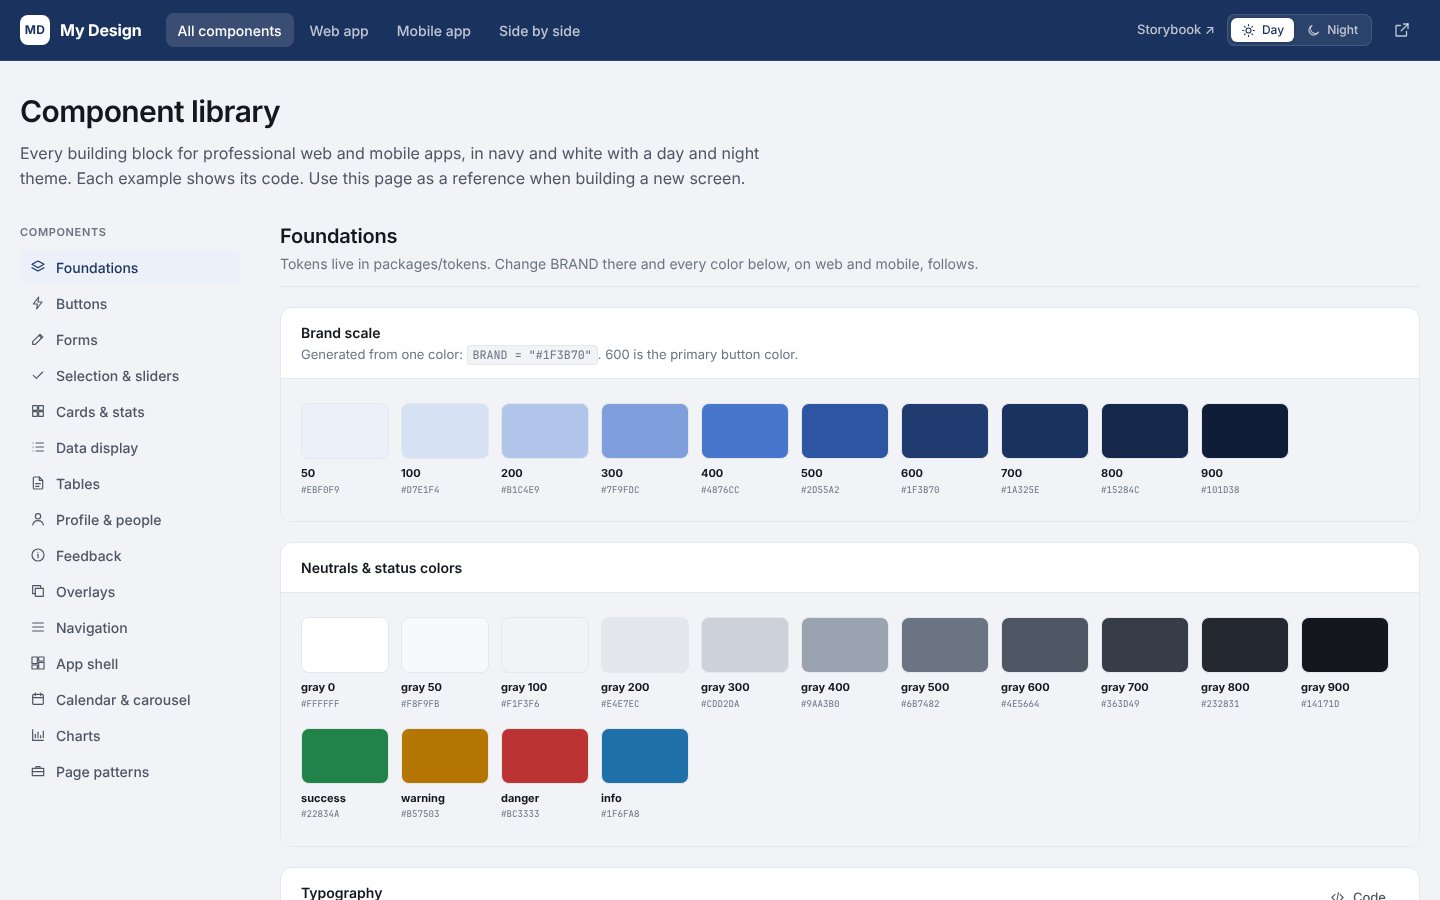 MD My Design All components Web app Mobile app Side by side Storybook ↗ Day Night
Component library
Every building block for professional web and mobile apps, in navy and white with a day and night
theme. Each example shows its code. Use this page as a reference when building a new screen.
COMPONENTS
Foundations
Buttons
Forms
Selection & sliders
Cards & stats
Data display
Tables
Profile & people
Feedback
Overlays
Navigation
App shell
Calendar & carousel
Charts
Page patterns
Foundations
Tokens live in packages/tokens. Change BRAND there and every color below, on web and mobile, follows.
Brand scale
Generated from one color: BRAND = "#1F3B70". 600 is the primary button color.
50 100 200 300 400 500 600 700 800 900
#EBF0F9 #D7E1F4 #B1C4E9 #7F9FDC #4876CC #2D55A2 #1F3B70 #1A325E #15284C #101D38
Neutrals & status colors
gray 0 gray 50 gray 100 gray 200 gray 300 gray 400 gray 500 gray 600 gray 700 gray 800 gray 900
#FFFFFF #F8F9FB #F1F3F6 #E4E7EC #CDD2DA #9AA3B0 #6B7482 #4E5664 #363D49 #232831 #14171D
success warning danger info
#22834A #B57503 #BC3333 #1F6FA8
Typography Code